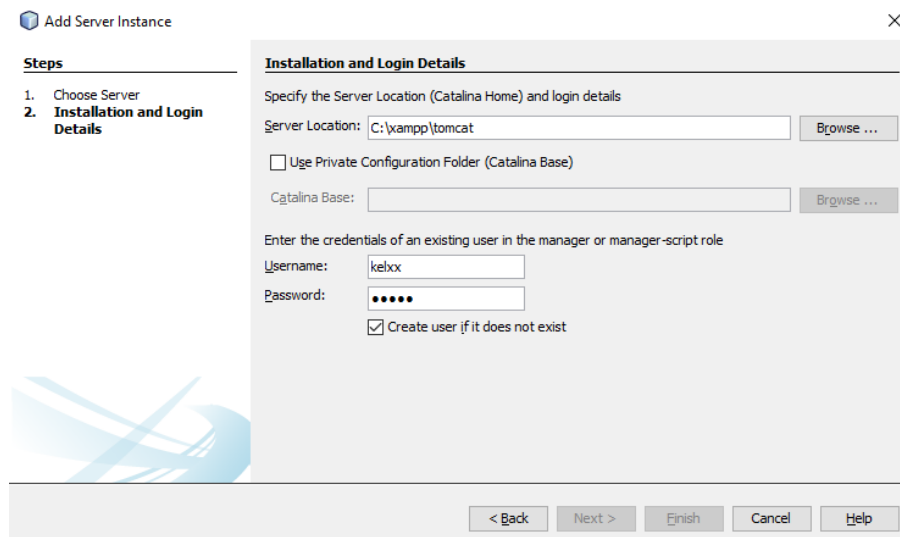 Add Server Instance
Steps
1. Choose Server
2. Installation and Login
Details
Installation and Login Details
Specify the Server Location (Catalina Home) and login details
Server Location: C:\xampp\tomcat Browse ...
Use Private Configuration Folder (Catalina Base)
Catalina Base: Browse ...
Enter the credentials of an existing user in the manager or manager-script role
Username: kelxx
Password: •••••
Create user if it does not exist
< Back Next > Finish Cancel Help